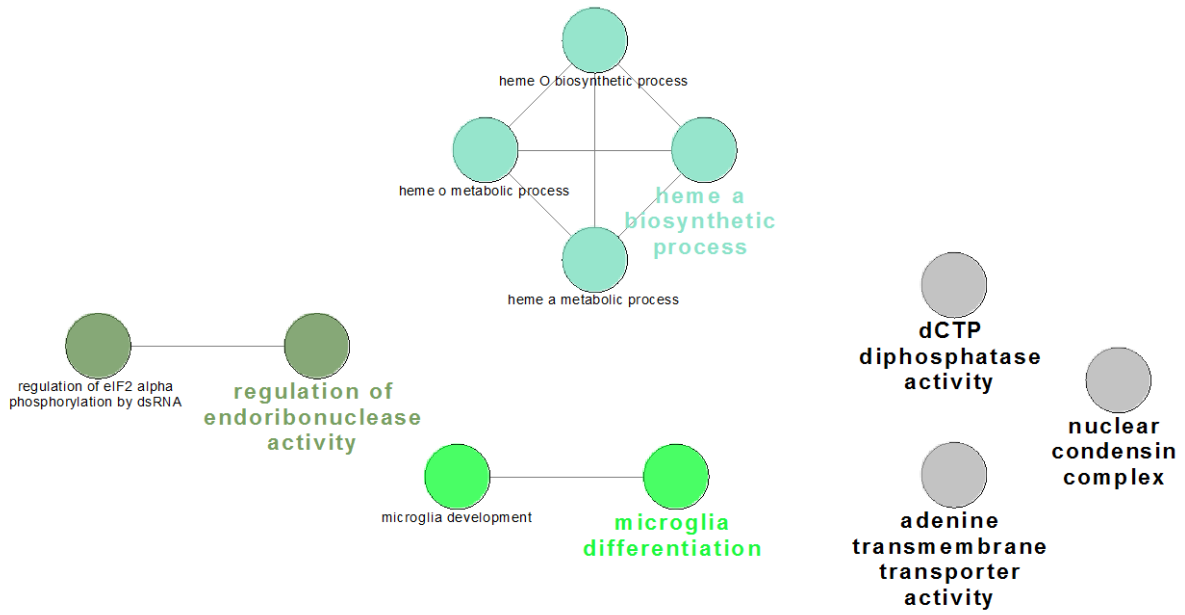 heme O biosynthetic process
heme o metabolic process
heme a
biosynthetic
process
heme a metabolic process
dCTP
diphosphatase
activity
regulation of eIF2 alpha
phosphorylation by dsRNA
regulation of
endoribonuclease
activity
nuclear
condensin
complex
microglia development
microglia
differentiation
adenine
transmembrane
transporter
activity